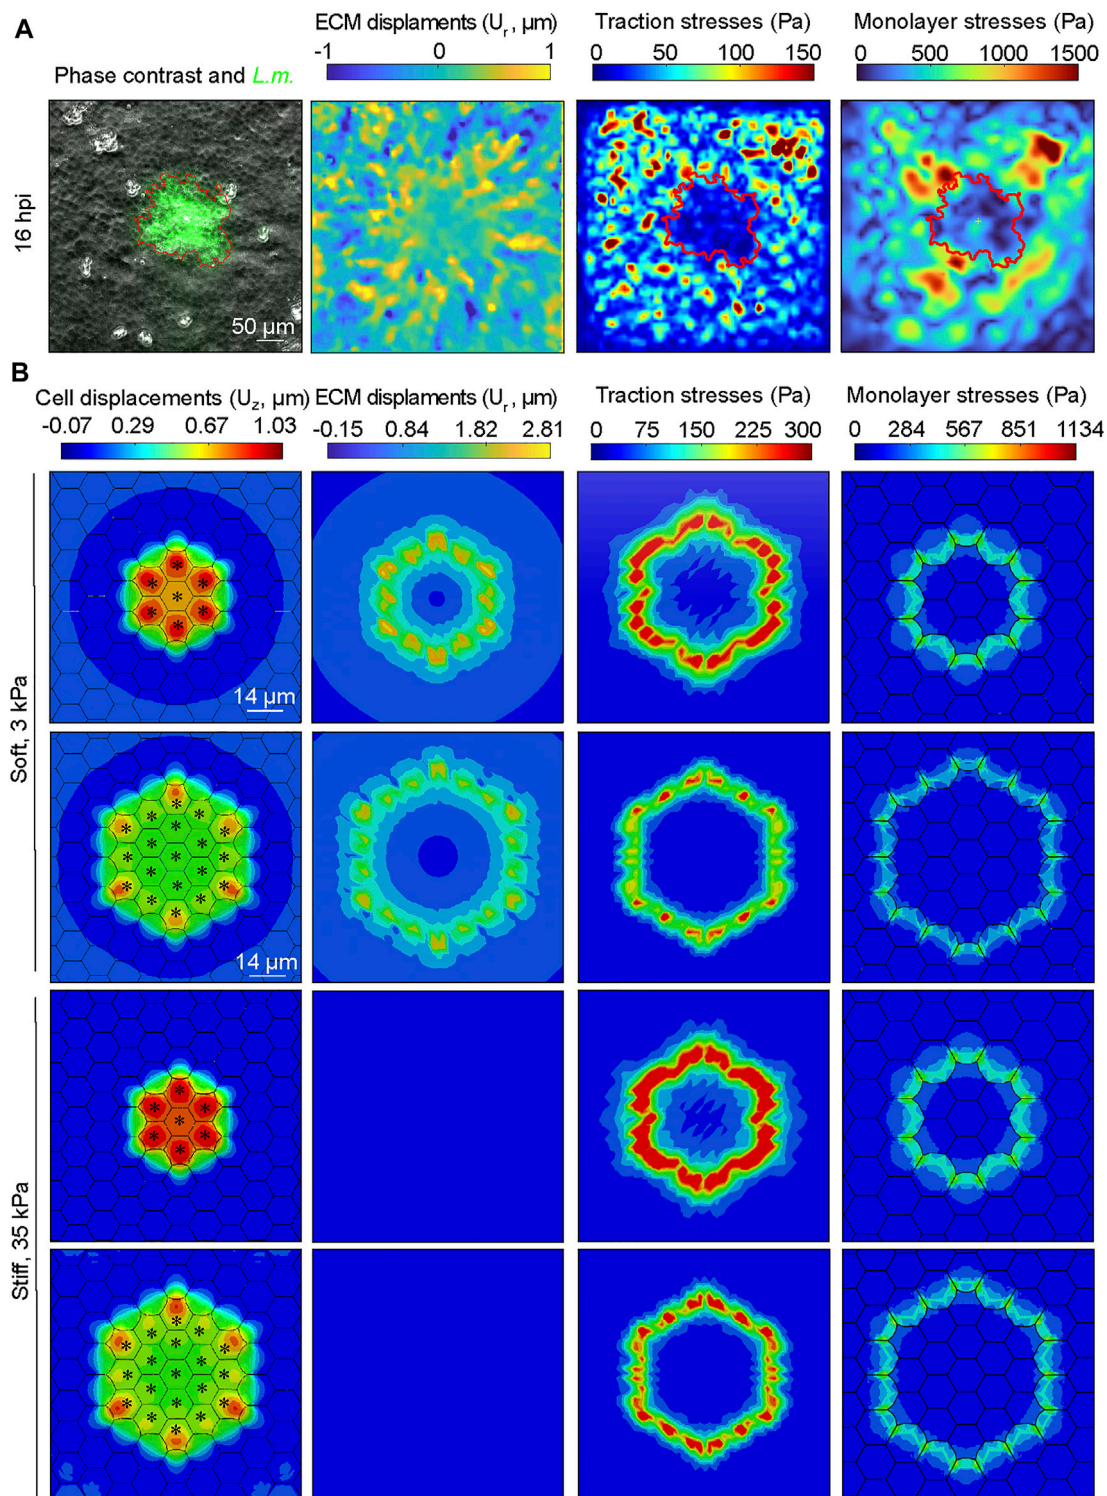 A
Phase contrast and L.m.
ECM displaments (Ur, µm)
-1 0 1
Traction stresses (Pa)
0 50 100 150
Monolayer stresses (Pa)
0 500 1000 1500
16 hpi
50 µm
B
Cell displacements (Uz, µm)
-0.07 0.29 0.67 1.03
ECM displaments (Ur, µm)
-0.15 0.84 1.82 2.81
Traction stresses (Pa)
0 75 150 225 300
Monolayer stresses (Pa)
0 284 567 851 1134
Soft, 3 kPa
14 µm
14 µm
Stiff, 35 kPa